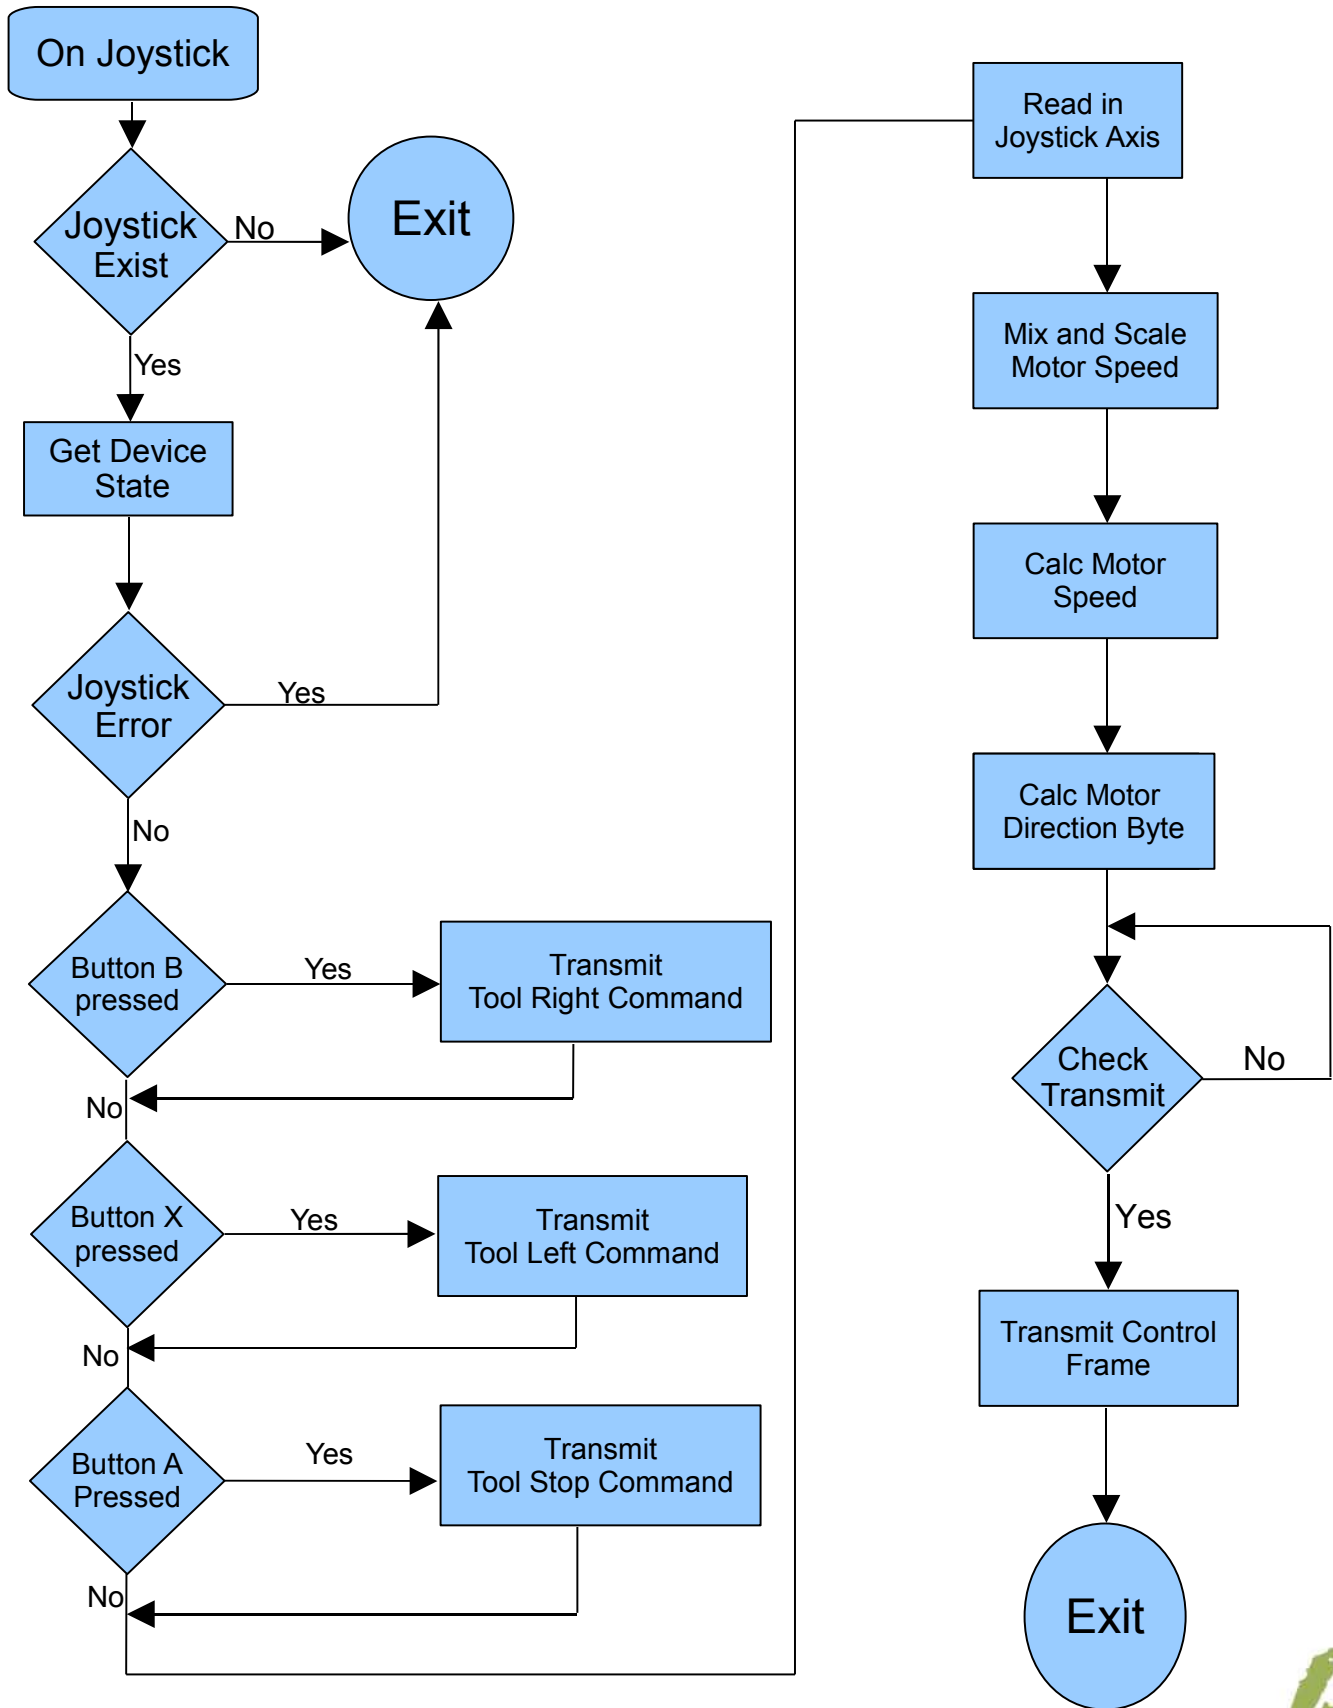 On Joystick
Joystick
Exist
No
Exit
Yes
Get Device
State
Joystick
Error
Yes
No
Button B
pressed
Yes
Transmit
Tool Right Command
No
Button X
pressed
Yes
Transmit
Tool Left Command
No
Button A
Pressed
Yes
Transmit
Tool Stop Command
No
Read in
Joystick Axis
Mix and Scale
Motor Speed
Calc Motor
Speed
Calc Motor
Direction Byte
Check
Transmit
No
Yes
Transmit Control
Frame
Exit